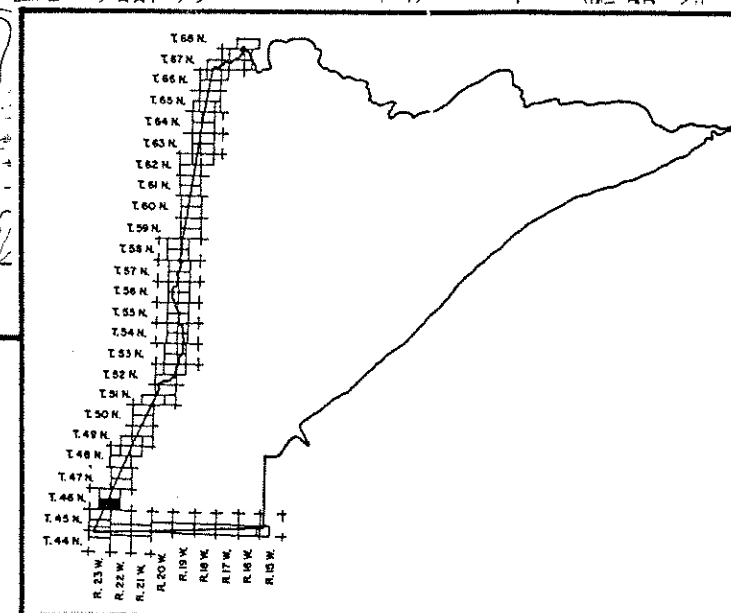 T. 68 N.
T. 67 N.
T. 66 N.
T. 65 N.
T. 64 N.
T. 63 N.
T. 62 N.
T. 61 N.
T. 60 N.
T. 59 N.
T. 58 N.
T. 57 N.
T. 56 N.
T. 55 N.
T. 54 N.
T. 53 N.
T. 52 N.
T. 51 N.
T. 50 N.
T. 49 N.
T. 48 N.
T. 47 N.
T. 46 N.
T. 45 N.
T. 44 N.
R. 23 W.
R. 22 W.
R. 21 W.
R. 20 W.
R. 19 W.
R. 18 W.
R. 17 W.
R. 16 W.
R. 15 W.